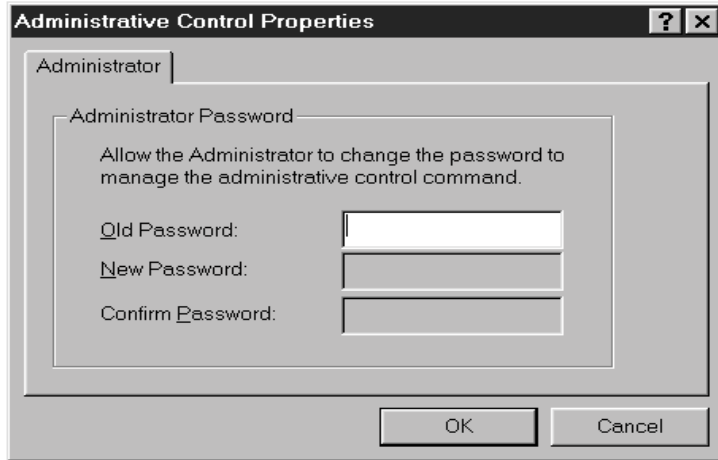 Administrative Control Properties
? ×
Administrator
Administrator Password
Allow the Administrator to change the password to
manage the administrative control command.
Old Password:
New Password:
Confirm Password:
OK Cancel